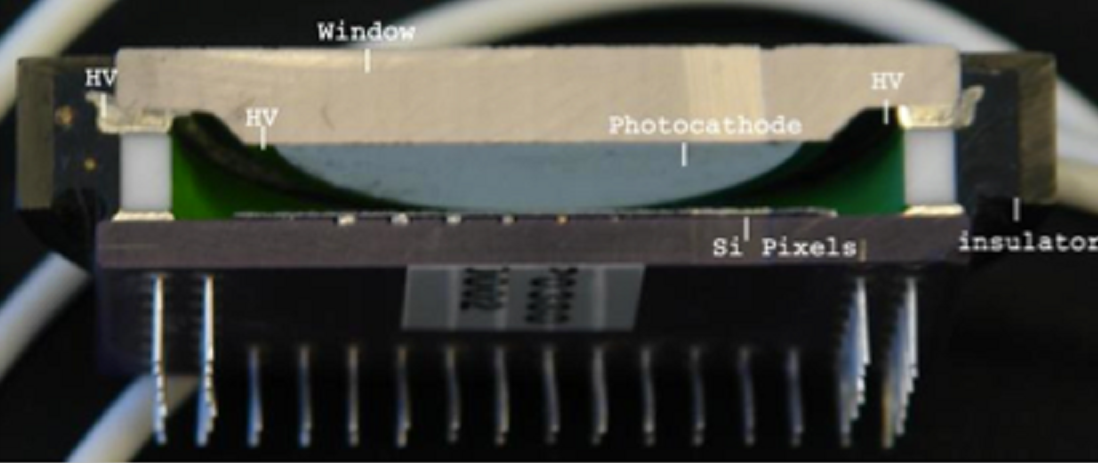 Window
HV
HV
HV
Photocathode
Si Pixels
insulator